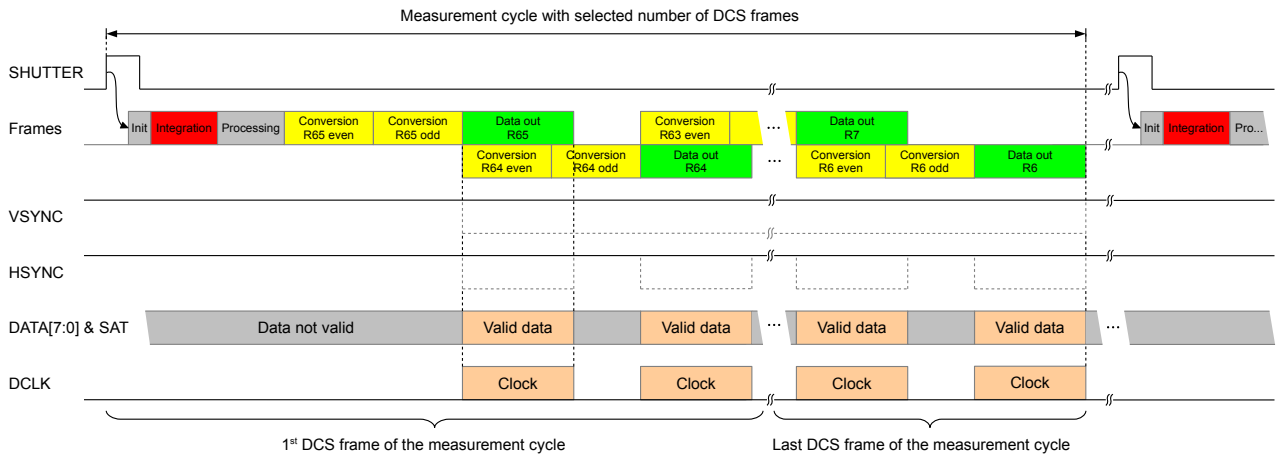 Measurement cycle with selected number of DCS frames
SHUTTER
Frames
Init
Integration
Processing
Conversion
R65 even
Conversion
R65 odd
Data out
R65
Conversion
R63 even
...
Data out
R7
Init
Integration
Pro...
Conversion
R64 even
Conversion
R64 odd
Data out
R64
...
Conversion
R6 even
Conversion
R6 odd
Data out
R6
VSYNC
HSYNC
DATA[7:0] & SAT
Data not valid
Valid data
Valid data
...
Valid data
Valid data
...
DCLK
Clock
Clock
Clock
Clock
1st DCS frame of the measurement cycle
Last DCS frame of the measurement cycle